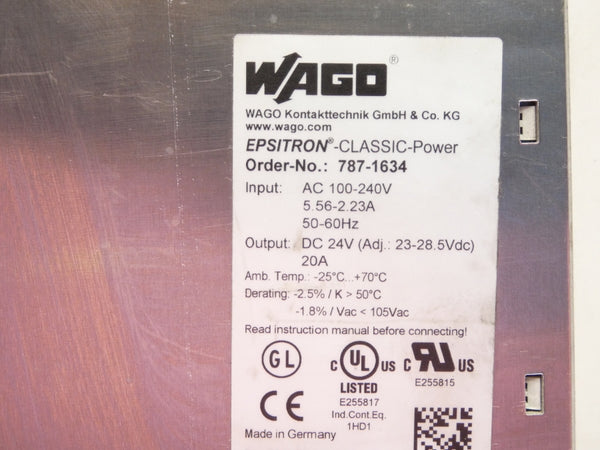 WAGO®
WAGO Kontakttechnik GmbH & Co. KG
www.wago.com
EPSITRON®-CLASSIC-Power
Order-No.: 787-1634
Input: AC 100-240V
5.56-2.23A
50-60Hz
Output: DC 24V (Adj.: 23-28.5Vdc)
20A
Amb. Temp.: -25°C...+70°C
Derating: -2.5% / K > 50°C
-1.8% / Vac < 105Vac
Read instruction manual before connecting!
GL
C UL US
LISTED
E255817
Ind.Cont.Eq.
1HD1
C RU US
E255815
CE
Made in Germany